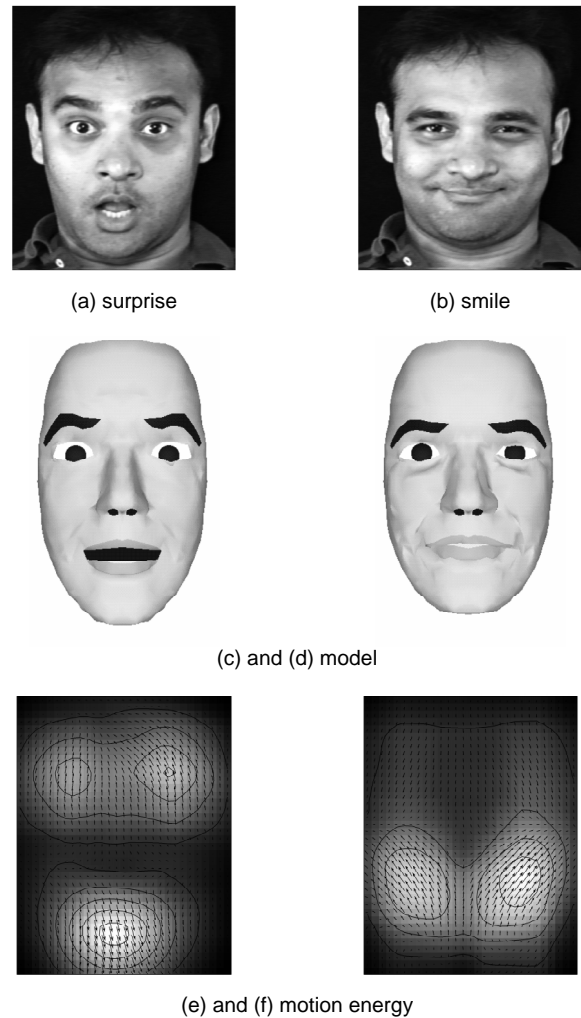 (a) surprise
(b) smile
(c) and (d) model
(e) and (f) motion energy